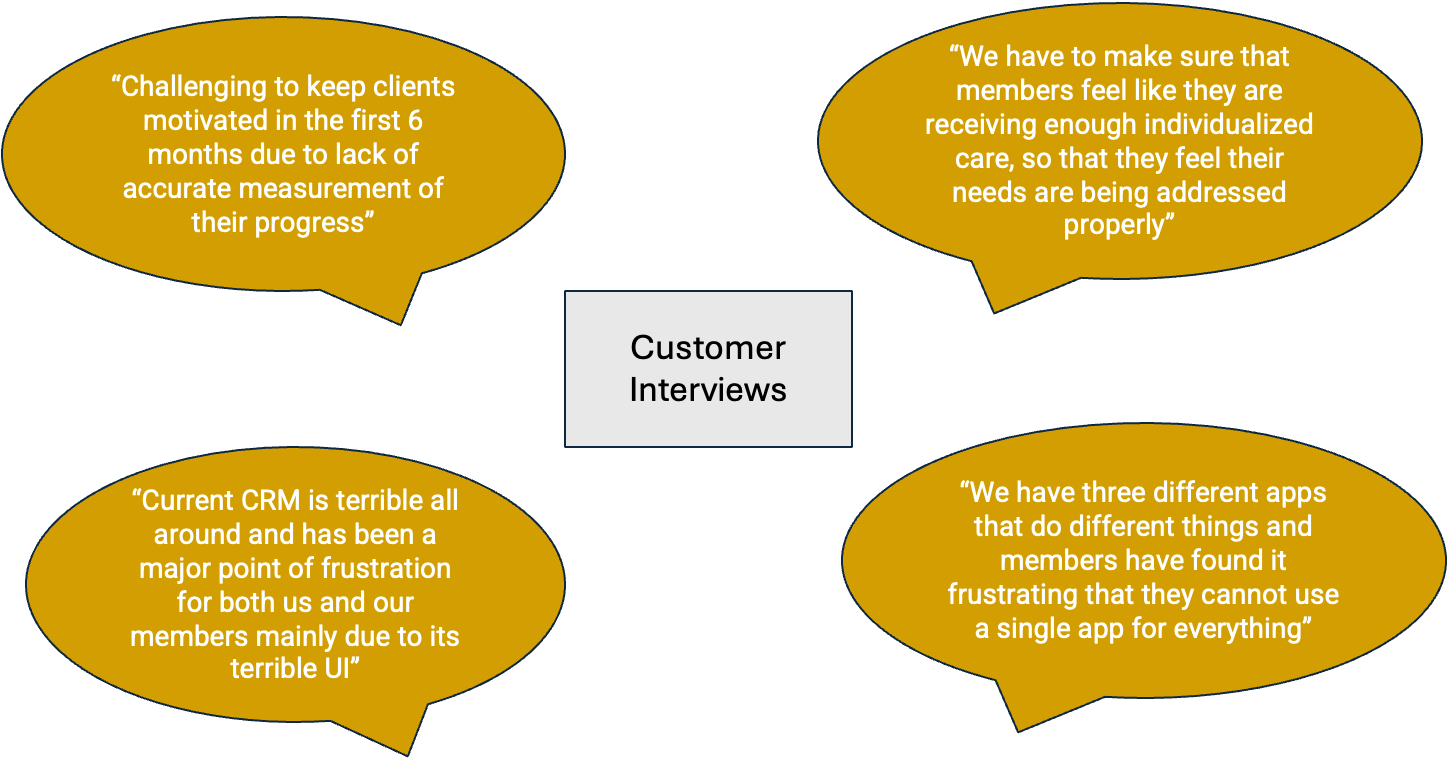 “Challenging to keep clients
motivated in the first 6
months due to lack of
accurate measurement of
their progress”
“We have to make sure that
members feel like they are
receiving enough individualized
care, so that they feel their
needs are being addressed
properly”
Customer
Interviews
“Current CRM is terrible all
around and has been a
major point of frustration
for both us and our
members mainly due to its
terrible UI”
“We have three different apps
that do different things and
members have found it
frustrating that they cannot use
a single app for everything”